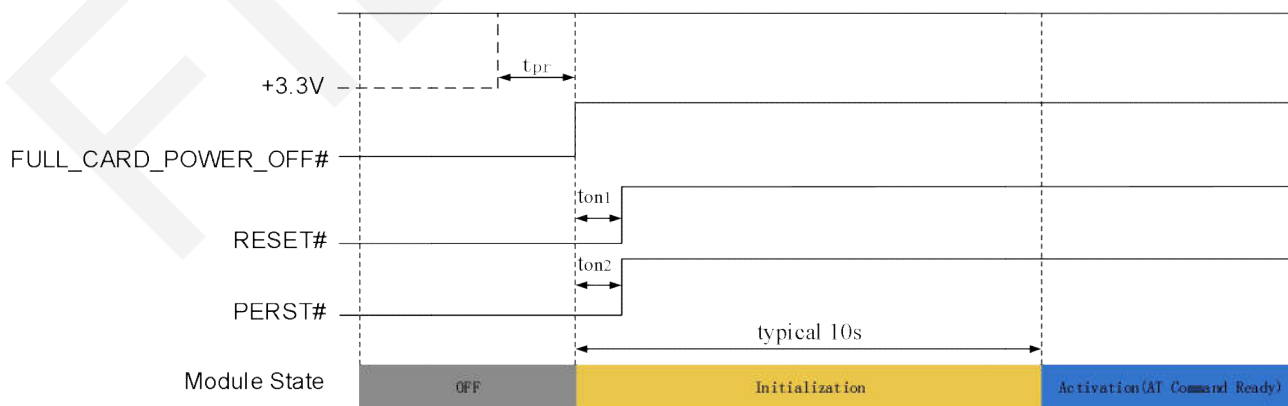 tpr
+3.3V
FULL_CARD_POWER_OFF#
ton1
RESET#
ton2
PERST#
typical 10s
Module State OFF Initialization Activation(AT Command Ready)